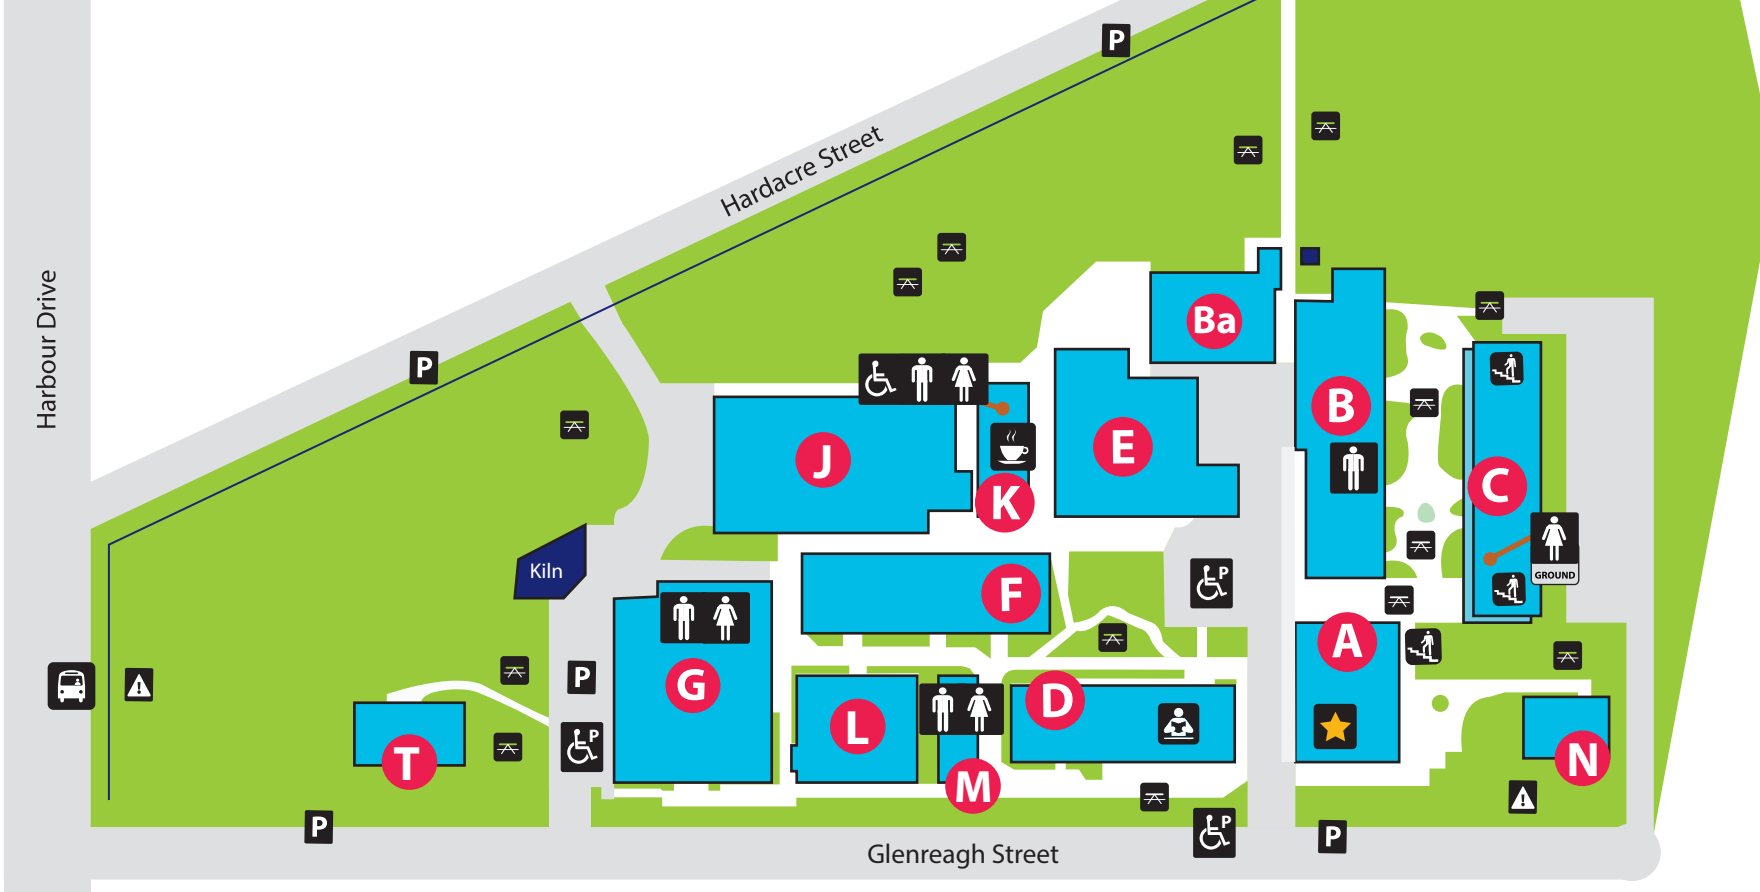 P
Hardacre Street
Harbour Drive
Ba
P
B
J
E
K
C
Kiln
F
GROUND
P
A
G
P
D
L
P
T
M
N
P
P
P
Glenreagh Street